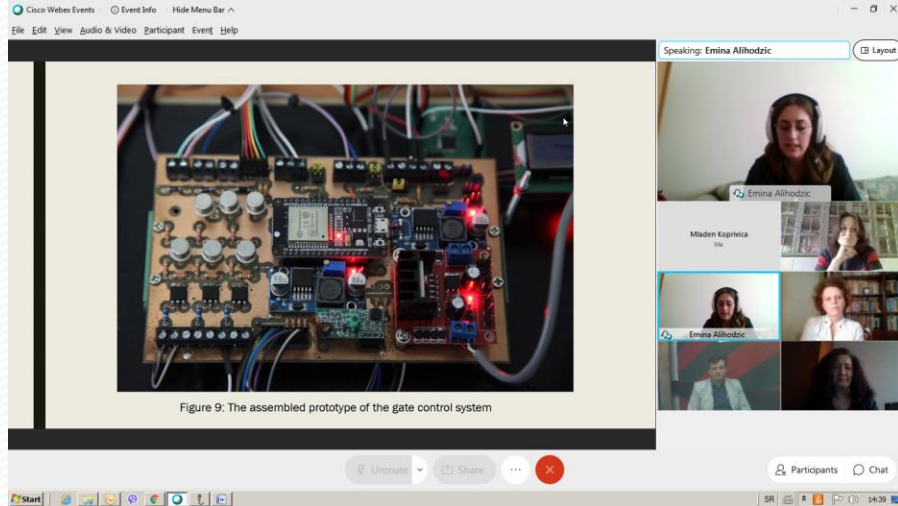 Cisco Webex Events Event Info Hide Menu Bar
File Edit View Audio & Video Participant Event Help
Speaking: Emina Alihodzic
Layout
Emina Alihodzic
Mladen Koprivica
Me
Emina Alihodzic
Figure 9: The assembled prototype of the gate control system
Unmute Share
Participants Chat
Start SR 14:39